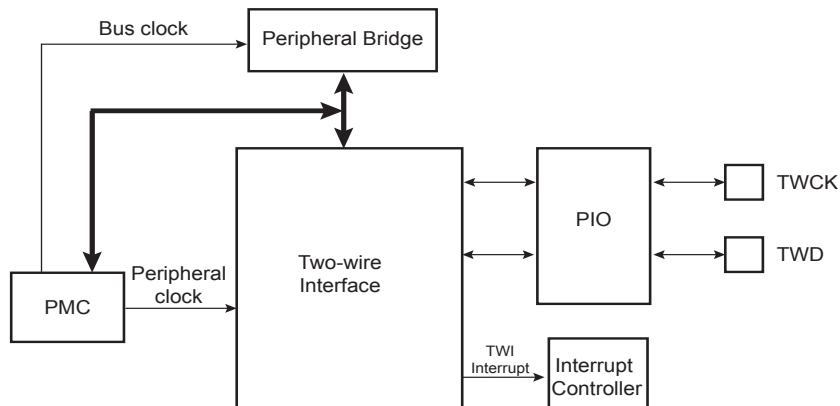 Bus clock
Peripheral Bridge
TWCK
PIO
TWD
Two-wire
Interface
Peripheral
clock
PMC
TWI
Interrupt
Interrupt
Controller